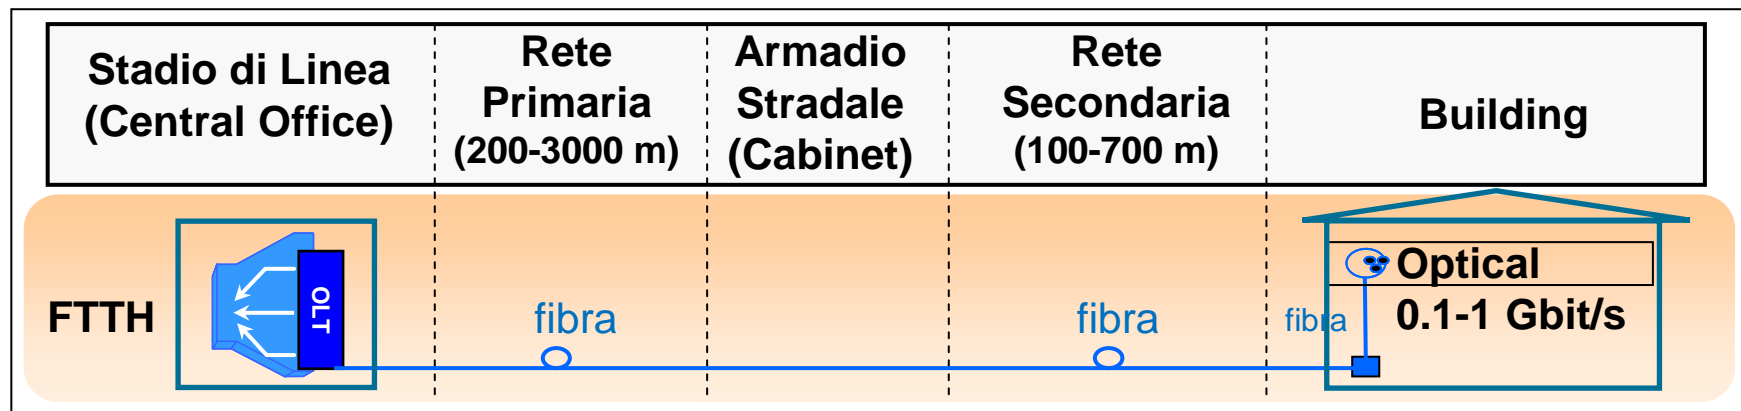 Stadio di Linea
(Central Office)
Rete
Primaria
(200-3000 m)
Armadio
Stradale
(Cabinet)
Rete
Secondaria
(100-700 m)
Building
FTTH
OLT
fibra
fibra
fibra
Optical
0.1-1 Gbit/s